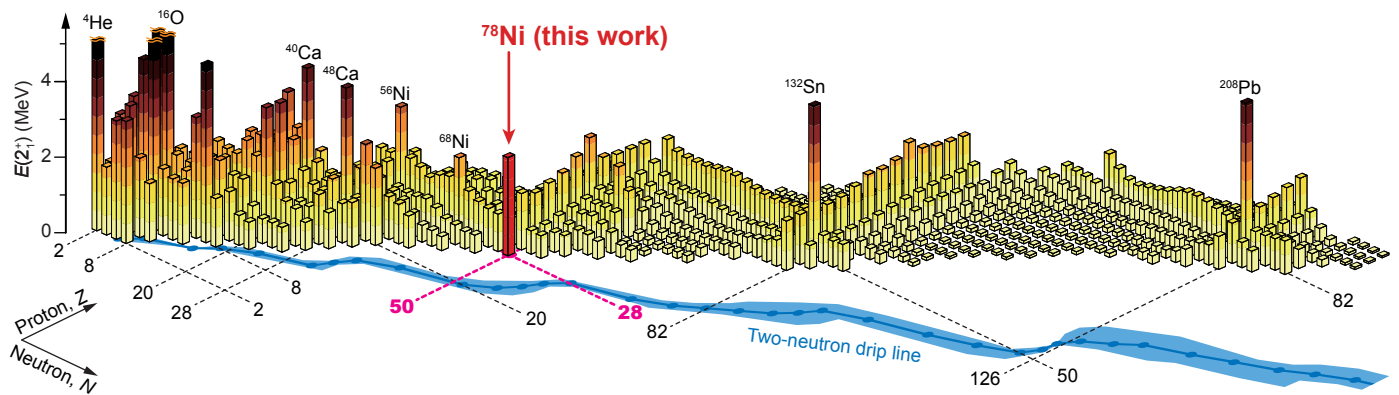 ⁴He
¹⁶O
⁴⁰Ca
⁴⁸Ca
⁵⁶Ni
⁶⁸Ni
⁷⁸Ni (this work)
¹³²Sn
²⁰⁸Pb
E(2⁺₁) (MeV)
4
2
0
2
8
20
28
2
8
50
20
28
82
126
50
82
Proton, Z
Neutron, N
Two-neutron drip line